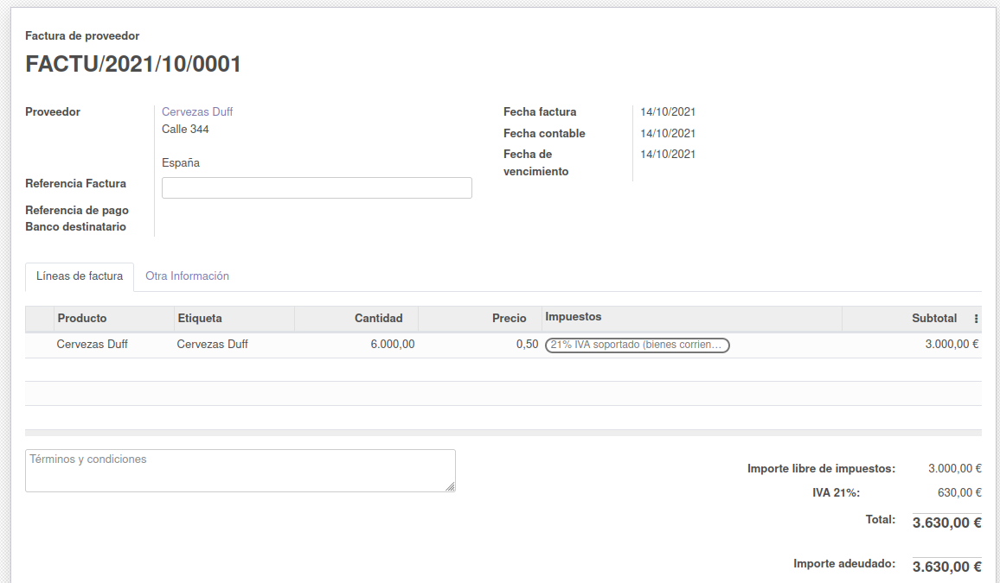 Factura de proveedor
FACTU/2021/10/0001
Proveedor Cervezas Duff
Calle 344
España
Referencia Factura
Referencia de pago
Banco destinatario
Fecha factura 14/10/2021
Fecha contable 14/10/2021
Fecha de 14/10/2021
vencimiento
Líneas de factura Otra Información
Producto Etiqueta Cantidad Precio Impuestos Subtotal
Cervezas Duff Cervezas Duff 6.000,00 0,50 21% IVA soportado (bienes corrien… 3.000,00 €
Términos y condiciones
Importe libre de impuestos: 3.000,00 €
IVA 21%: 630,00 €
Total: 3.630,00 €
Importe adeudado: 3.630,00 €